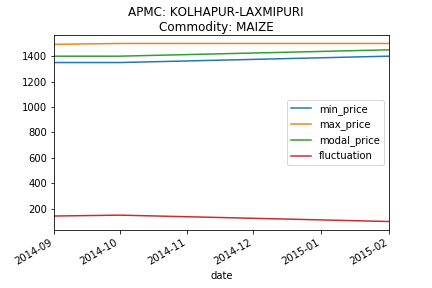 APMC: KOLHAPUR-LAXMIPURI
Commodity: MAIZE
1400
1200
1000
800
600
400
200
min_price
max_price
modal_price
fluctuation
2014-09
2014-10
2014-11
2014-12
2015-01
2015-02
date